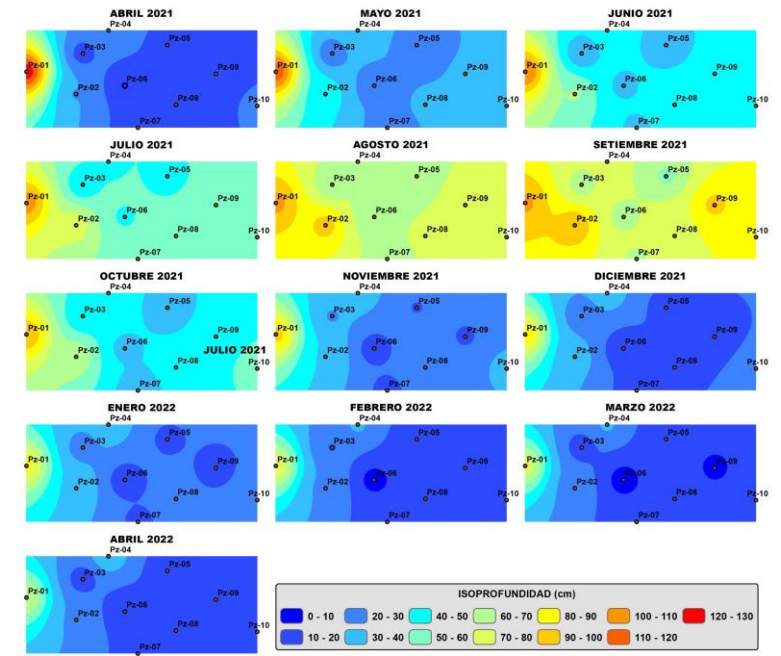 ABRIL 2021
MAYO 2021
JUNIO 2021
Pz-04
Pz-03
Pz-05
Pz-01
Pz-06
Pz-09
Pz-02
Pz-08
Pz-10
Pz-07
Pz-04
Pz-03
Pz-05
Pz-01
Pz-06
Pz-09
Pz-02
Pz-08
Pz-10
Pz-07
Pz-04
Pz-03
Pz-05
Pz-01
Pz-06
Pz-09
Pz-02
Pz-08
Pz-10
Pz-07
JULIO 2021
AGOSTO 2021
SETIEMBRE 2021
Pz-04
Pz-03
Pz-05
Pz-01
Pz-06
Pz-09
Pz-02
Pz-08
Pz-10
Pz-07
Pz-04
Pz-03
Pz-05
Pz-01
Pz-06
Pz-09
Pz-02
Pz-08
Pz-10
Pz-07
Pz-04
Pz-03
Pz-05
Pz-01
Pz-06
Pz-09
Pz-02
Pz-08
Pz-10
Pz-07
OCTUBRE 2021
NOVIEMBRE 2021
DICIEMBRE 2021
Pz-04
Pz-03
Pz-05
Pz-01
Pz-06
Pz-09
JULIO 2021
Pz-02
Pz-08
Pz-10
Pz-07
Pz-04
Pz-03
Pz-05
Pz-01
Pz-06
Pz-09
Pz-02
Pz-08
Pz-10
Pz-07
Pz-04
Pz-03
Pz-05
Pz-01
Pz-06
Pz-09
Pz-02
Pz-08
Pz-10
Pz-07
ENERO 2022
FEBRERO 2022
MARZO 2022
Pz-04
Pz-03
Pz-05
Pz-01
Pz-06
Pz-09
Pz-02
Pz-08
Pz-10
Pz-07
Pz-04
Pz-03
Pz-05
Pz-01
Pz-06
Pz-09
Pz-02
Pz-08
Pz-10
Pz-07
Pz-04
Pz-03
Pz-05
Pz-01
Pz-06
Pz-09
Pz-02
Pz-08
Pz-10
Pz-07
ABRIL 2022
Pz-04
Pz-03
Pz-05
Pz-01
Pz-06
Pz-09
Pz-02
Pz-08
Pz-10
Pz-07
ISOPROFUNDIDAD (cm)
0 - 10 20 - 30 40 - 50 60 - 70 80 - 90 100 - 110 120 - 130
10 - 20 30 - 40 50 - 60 70 - 80 90 - 100 110 - 120